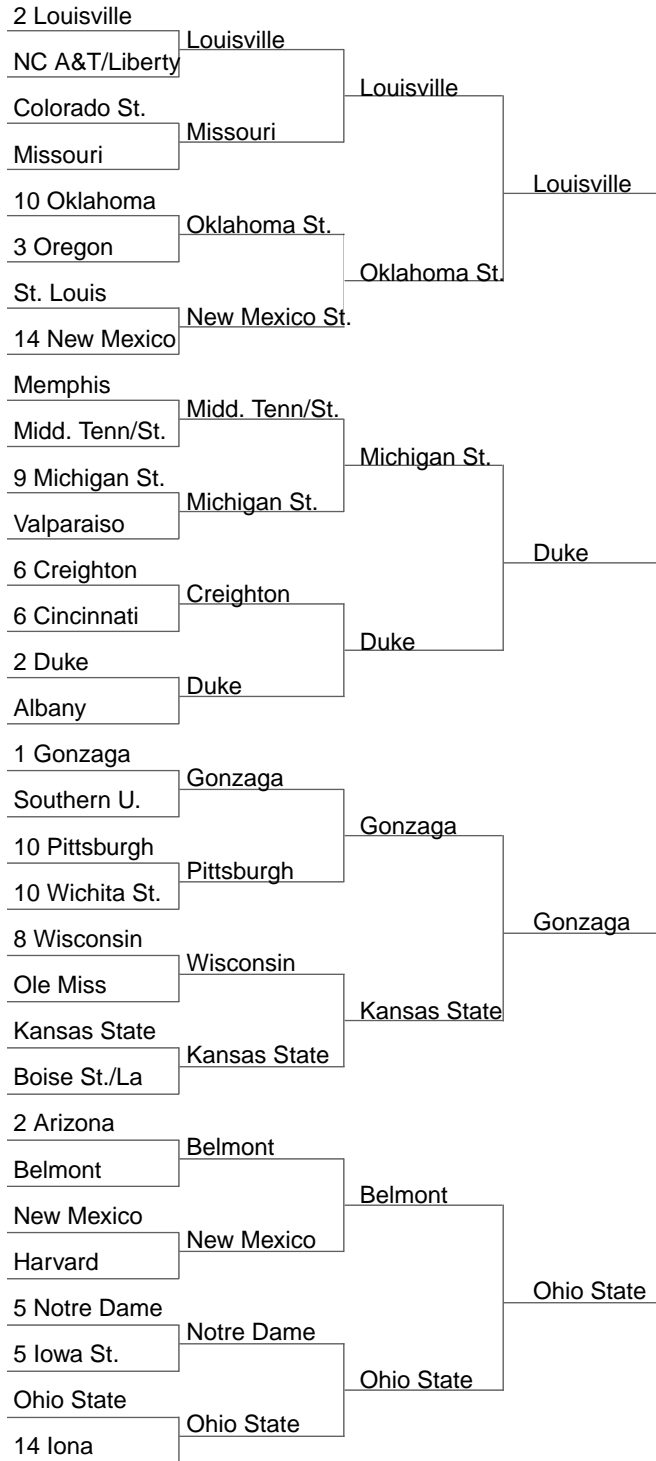 2 Louisville
Louisville
NC A&T/Liberty
Louisville
Colorado St.
Missouri
Missouri
Louisville
10 Oklahoma
Oklahoma St.
3 Oregon
Oklahoma St.
St. Louis
New Mexico St.
14 New Mexico
Memphis
Midd. Tenn/St.
Midd. Tenn/St.
Michigan St.
9 Michigan St.
Michigan St.
Valparaiso
Duke
6 Creighton
Creighton
6 Cincinnati
Duke
2 Duke
Duke
Albany
1 Gonzaga
Gonzaga
Southern U.
Gonzaga
10 Pittsburgh
Pittsburgh
10 Wichita St.
Gonzaga
8 Wisconsin
Wisconsin
Ole Miss
Kansas State
Kansas State
Kansas State
Boise St./La
2 Arizona
Belmont
Belmont
Belmont
New Mexico
New Mexico
Harvard
Ohio State
5 Notre Dame
Notre Dame
5 Iowa St.
Ohio State
Ohio State
Ohio State
14 Iona